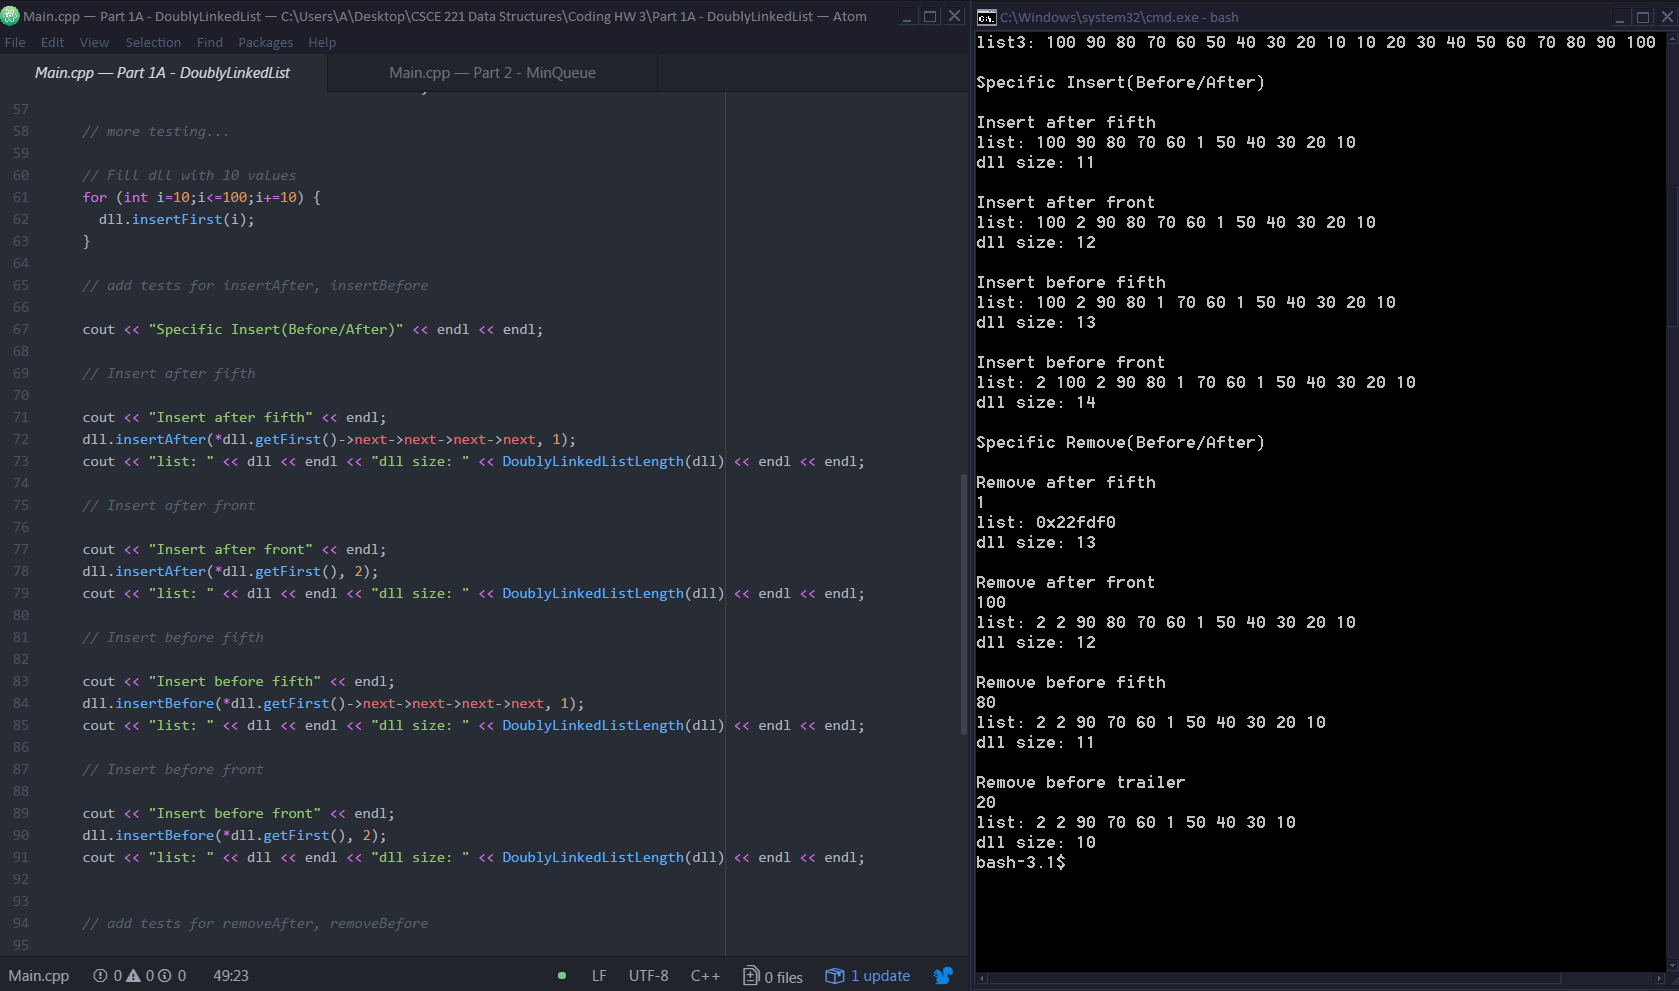 Main.cpp — Part 1A - DoublyLinkedList — C:\Users\A\Desktop\CSCE 221 Data Structures\Coding HW 3\Part 1A - DoublyLinkedList — Atom
File Edit View Selection Find Packages Help
Main.cpp — Part 1A - DoublyLinkedList
Main.cpp — Part 2 - MinQueue
57
58 // more testing...
59
60 // Fill dll with 10 values
61 for (int i=10;i<=100;i+=10) {
62 dll.insertFirst(i);
63 }
64
65 // add tests for insertAfter, insertBefore
66
67 cout << "Specific Insert(Before/After)" << endl << endl;
68
69 // Insert after fifth
70
71 cout << "Insert after fifth" << endl;
72 dll.insertAfter(*dll.getFirst()->next->next->next->next, 1);
73 cout << "list: " << dll << endl << "dll size: " << DoublyLinkedListLength(dll) << endl << endl;
74
75 // Insert after front
76
77 cout << "Insert after front" << endl;
78 dll.insertAfter(*dll.getFirst(), 2);
79 cout << "list: " << dll << endl << "dll size: " << DoublyLinkedListLength(dll) << endl << endl;
80
81 // Insert before fifth
82
83 cout << "Insert before fifth" << endl;
84 dll.insertBefore(*dll.getFirst()->next->next->next->next, 1);
85 cout << "list: " << dll << endl << "dll size: " << DoublyLinkedListLength(dll) << endl << endl;
86
87 // Insert before front
88
89 cout << "Insert before front" << endl;
90 dll.insertBefore(*dll.getFirst(), 2);
91 cout << "list: " << dll << endl << "dll size: " << DoublyLinkedListLength(dll) << endl << endl;
92
93
94 // add tests for removeAfter, removeBefore
95
Main.cpp 0 0 0 49:23 LF UTF-8 C++ 0 files 1 update
C:\Windows\system32\cmd.exe - bash
list3: 100 90 80 70 60 50 40 30 20 10 10 20 30 40 50 60 70 80 90 100
Specific Insert(Before/After)
Insert after fifth
list: 100 90 80 70 60 1 50 40 30 20 10
dll size: 11
Insert after front
list: 100 2 90 80 70 60 1 50 40 30 20 10
dll size: 12
Insert before fifth
list: 100 2 90 80 1 70 60 1 50 40 30 20 10
dll size: 13
Insert before front
list: 2 100 2 90 80 1 70 60 1 50 40 30 20 10
dll size: 14
Specific Remove(Before/After)
Remove after fifth
1
list: 0x22fdf0
dll size: 13
Remove after front
100
list: 2 2 90 80 70 60 1 50 40 30 20 10
dll size: 12
Remove before fifth
80
list: 2 2 90 70 60 1 50 40 30 20 10
dll size: 11
Remove before trailer
20
list: 2 2 90 70 60 1 50 40 30 10
dll size: 10
bash-3.1$